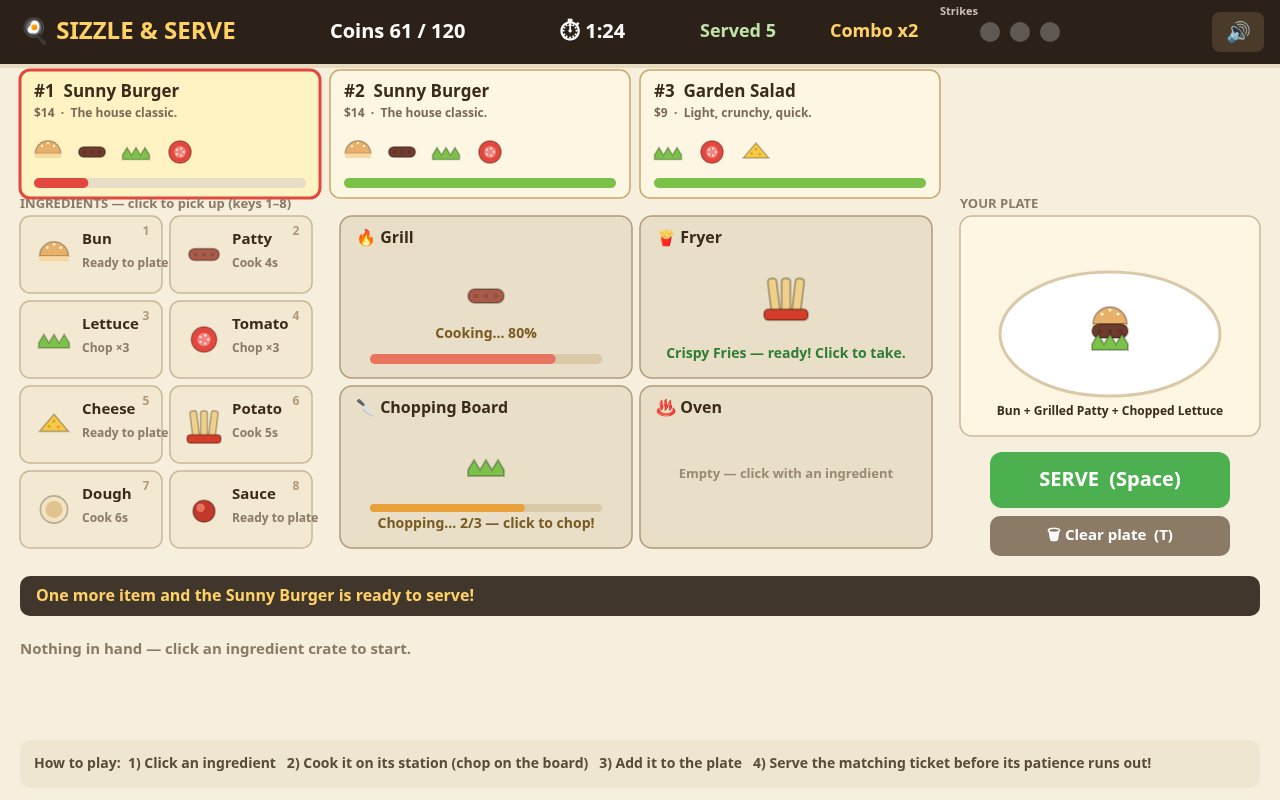 🍳 SIZZLE & SERVE
Coins 61 / 120
⏱ 1:24
Served 5
Combo x2
Strikes
#1 Sunny Burger
$14 · The house classic.
#2 Sunny Burger
$14 · The house classic.
#3 Garden Salad
$9 · Light, crunchy, quick.
INGREDIENTS — click to pick up (keys 1–8)
Bun 1
Ready to plate
Patty 2
Cook 4s
Lettuce 3
Chop ×3
Tomato 4
Chop ×3
Cheese 5
Ready to plate
Potato 6
Cook 5s
Dough 7
Cook 6s
Sauce 8
Ready to plate
🔥 Grill
Cooking... 80%
🍟 Fryer
Crispy Fries — ready! Click to take.
🔪 Chopping Board
Chopping... 2/3 — click to chop!
♨️ Oven
Empty — click with an ingredient
YOUR PLATE
Bun + Grilled Patty + Chopped Lettuce
SERVE (Space)
🗑 Clear plate (T)
One more item and the Sunny Burger is ready to serve!
Nothing in hand — click an ingredient crate to start.
How to play: 1) Click an ingredient 2) Cook it on its station (chop on the board) 3) Add it to the plate 4) Serve the matching ticket before its patience runs out!